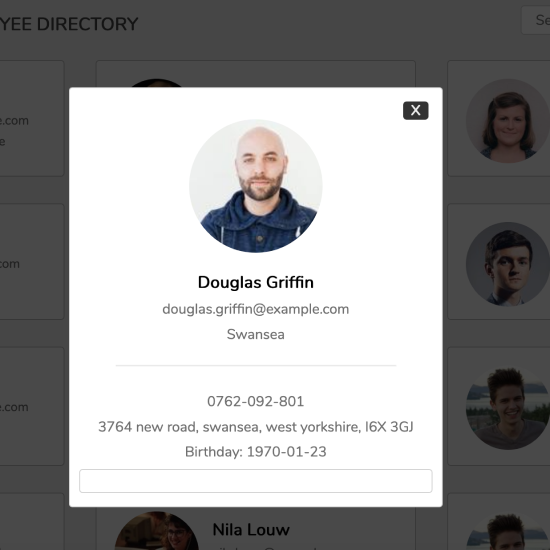 YEE DIRECTORY
Se
e.com
e
X
Douglas Griffin
douglas.griffin@example.com
Swansea
com
0762-092-801
e.com
3764 new road, swansea, west yorkshire, I6X 3GJ
Birthday: 1970-01-23
Nila Louw